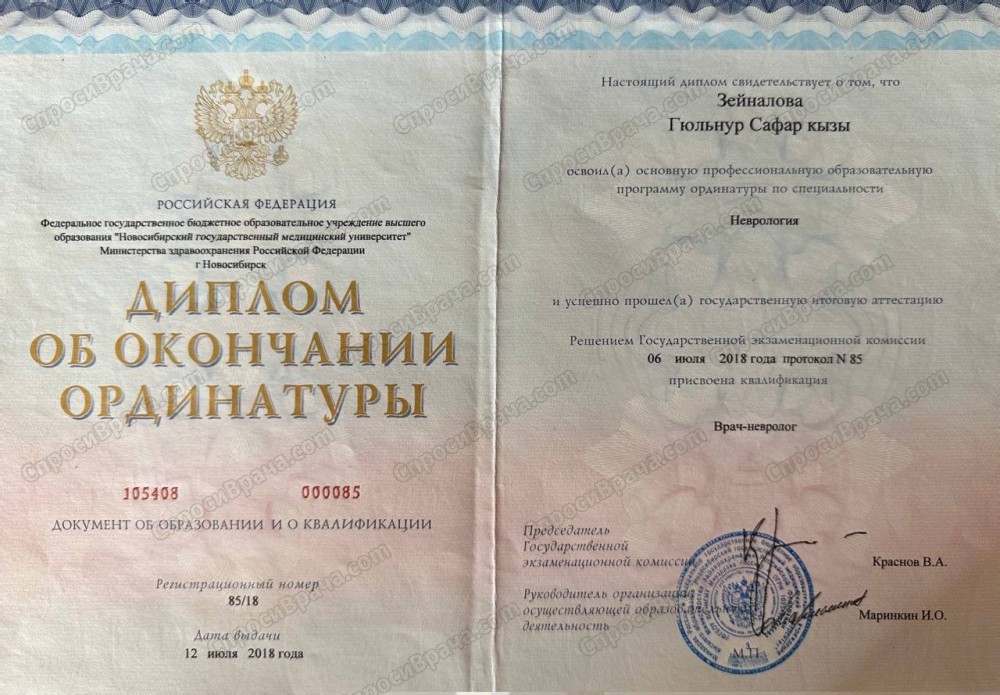 РОССИЙСКАЯ ФЕДЕРАЦИЯ
Федеральное государственное бюджетное образовательное учреждение высшего
образования "Новосибирский государственный медицинский университет"
Министерства здравоохранения Российской Федерации
г Новосибирск
ДИПЛОМ
ОБ ОКОНЧАНИИ
ОРДИНАТУРЫ
105408 000085
ДОКУМЕНТ ОБ ОБРАЗОВАНИИ И О КВАЛИФИКАЦИИ
Регистрационный номер
85/18
Дата выдачи
12 июля 2018 года
Настоящий диплом свидетельствует о том, что
Зейналова
Гюльнур Сафар кызы
освоил(а) основную профессиональную образовательную
программу ординатуры по специальности
Неврология
и успешно прошел(а) государственную итоговую аттестацию
Решением Государственной экзаменационной комиссии
06 июля 2018 года протокол N 85
присвоена квалификация
Врач-невролог
Председатель
Государственной
экзаменационной комиссии
Краснов В.А.
Руководитель организации,
осуществляющей образовательную
деятельность
Маринкин И.О.
М.П.
СпросиВрача.com